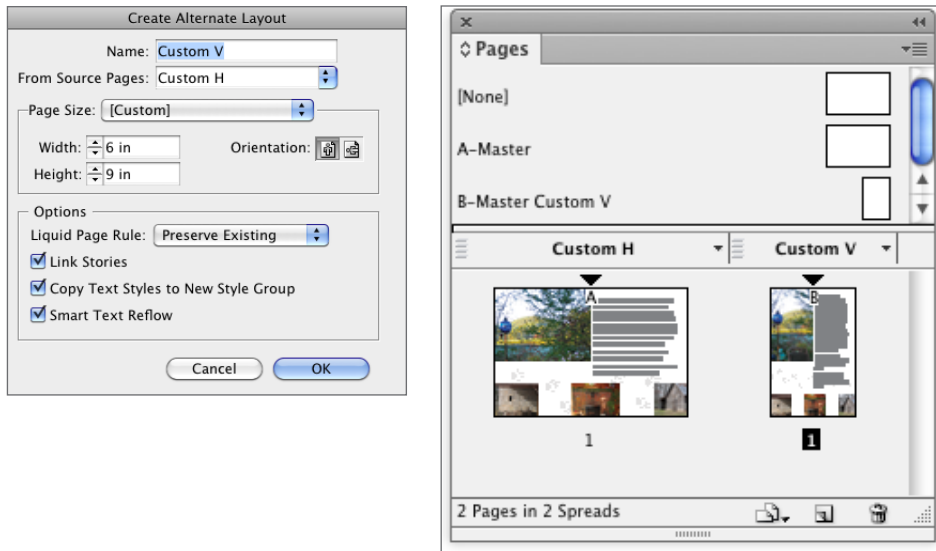 Create Alternate Layout
Name: Custom V
From Source Pages: Custom H
Page Size: [Custom]
Width: 6 in
Orientation:
Height: 9 in
Options
Liquid Page Rule: Preserve Existing
Link Stories
Copy Text Styles to New Style Group
Smart Text Reflow
Cancel OK
Pages
[None]
A-Master
B-Master Custom V
Custom H Custom V
A B
1 1
2 Pages in 2 Spreads